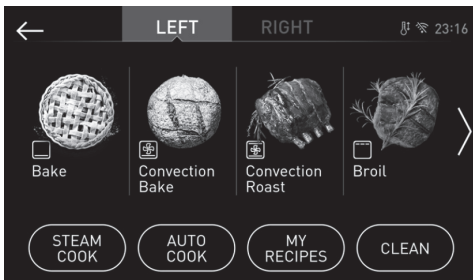 LEFT
RIGHT
23:16
Bake
Convection
Bake
Convection
Roast
Broil
STEAM
COOK
AUTO
COOK
MY
RECIPES
CLEAN